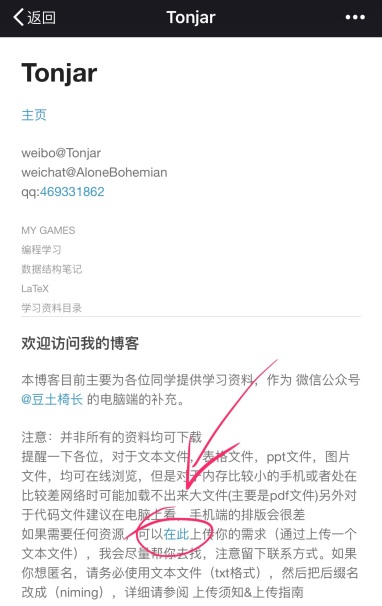 返回
Tonjar
Tonjar
主页
weibo@Tonjar
weichat@AloneBohemian
qq:469331862
MY GAMES
编程学习
数据结构笔记
LaTeX
学习资料目录
欢迎访问我的博客
本博客目前主要为各位同学提供学习资料，作为 微信公众号
@豆土椅长 的电脑端的补充。
注意：并非所有的资料均可下载
提醒一下各位，对于文本文件，表格文件，ppt文件，图片
文件，均可在线浏览，但是对于内存比较小的手机或者处在
比较差网络时可能加载不出来大文件(主要是pdf文件)另外对
于代码文件建议在电脑上看，手机端的排版会很差
如果需要任何资源，可以在此上传你的需求（通过上传一个
文本文件），我会尽量帮你去找，注意留下联系方式。如果
你想匿名，请务必使用文本文件（txt格式），然后把后缀名
改成（niming），详细请参阅 上传须知&上传指南